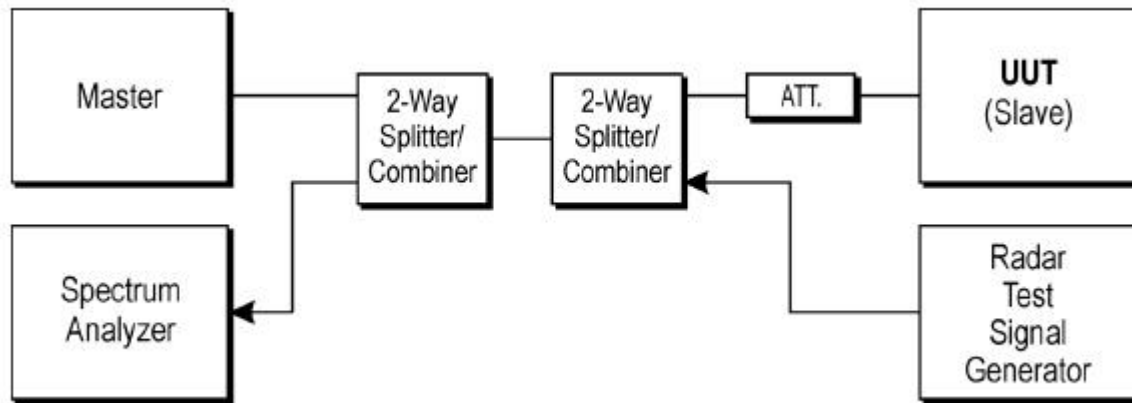 Master
2-Way
Splitter/
Combiner
2-Way
Splitter/
Combiner
ATT.
UUT
(Slave)
Spectrum
Analyzer
Radar
Test
Signal
Generator